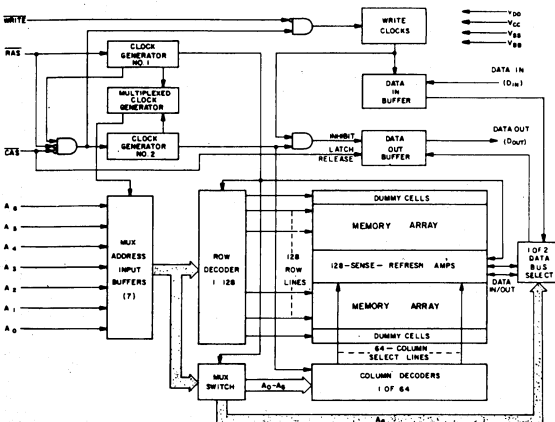 WRITE
RAS
CAS
CLOCK
GENERATOR
NO. 1
MULTIPLEXED
CLOCK
GENERATOR
CLOCK
GENERATOR
NO. 2
WRITE
CLOCKS
VDD
VCC
VSS
VBB
DATA
IN
BUFFER
DATA IN
(DIN)
INHIBIT
LATCH
RELEASE
DATA
OUT
BUFFER
DATA OUT
(DOUT)
A6
A5
A4
A3
A2
A1
A0
MUX
ADDRESS
INPUT
BUFFERS
(7)
ROW
DECODER
1 128
128
ROW
LINES
DUMMY CELLS
MEMORY ARRAY
128-SENSE-REFRESH AMPS
MEMORY ARRAY
DUMMY CELLS
DATA
IN/OUT
1 OF 2
DATA
BUS
SELECT
64-COLUMN
SELECT LINES
MUX
SWITCH
A0-A5
COLUMN DECODERS
1 OF 64